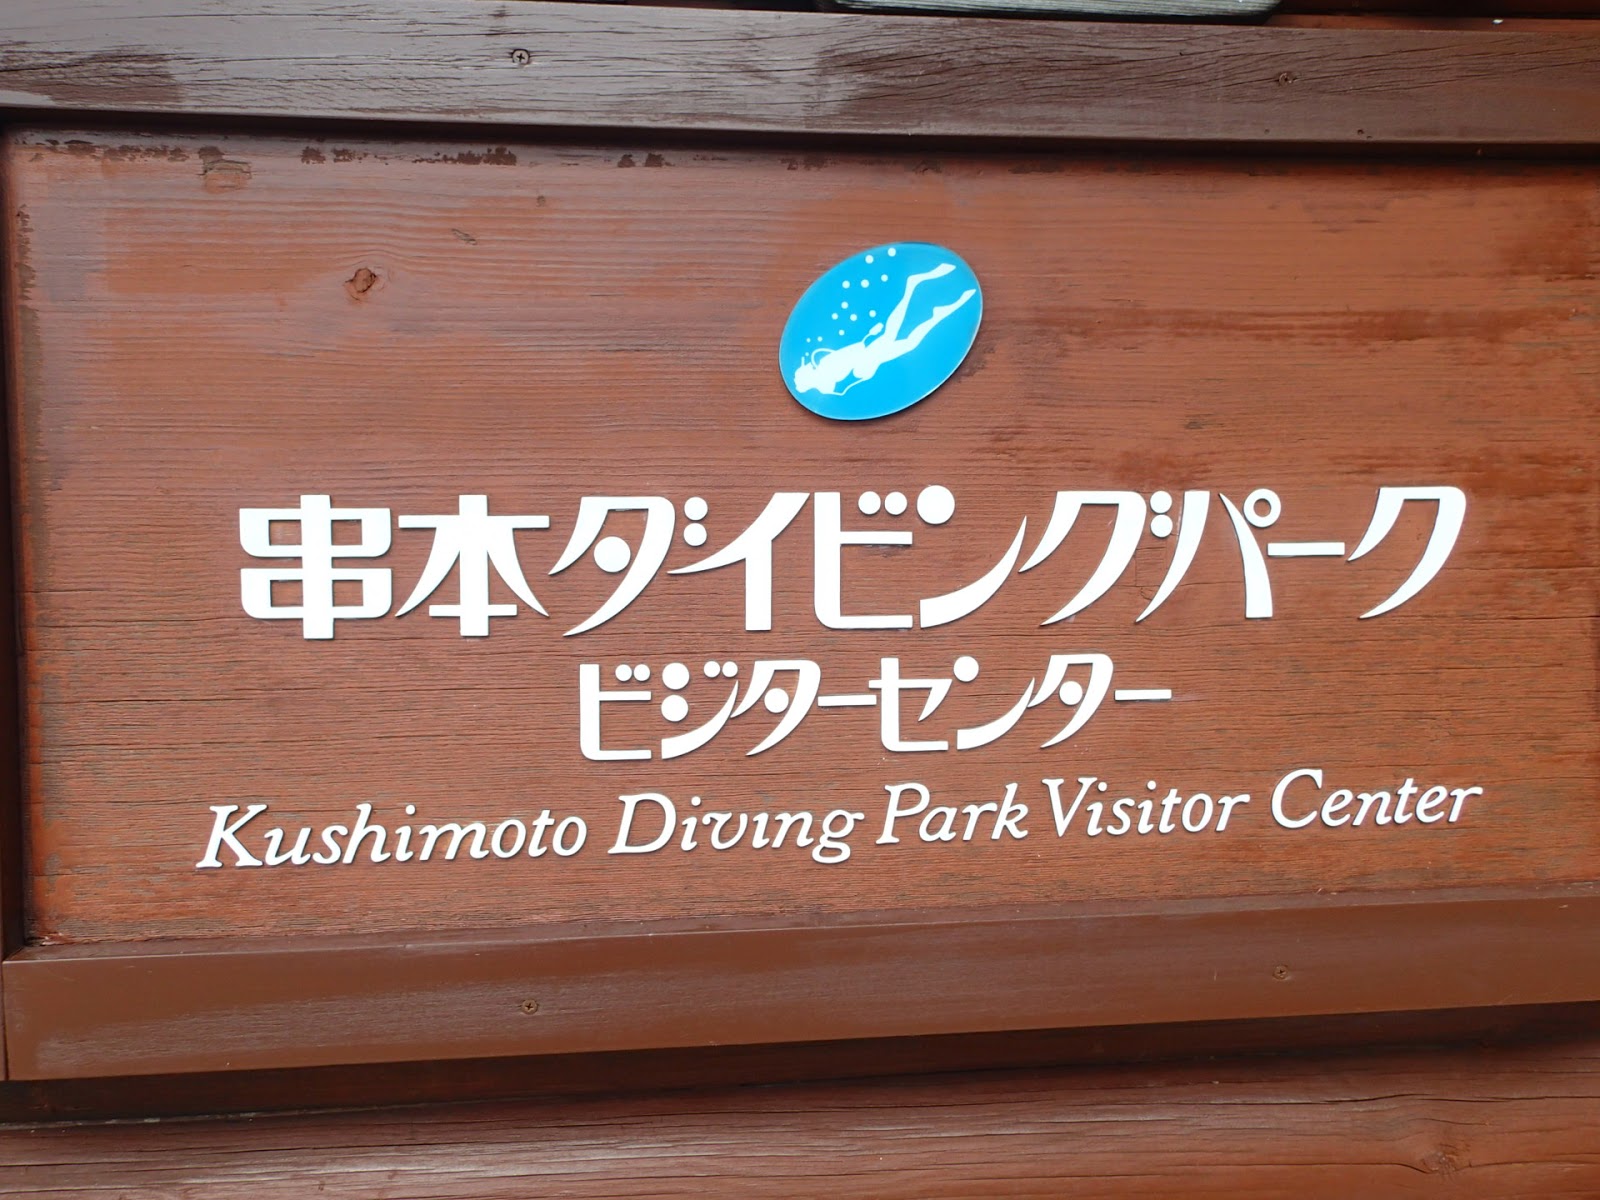 串本ダイビングパーク
ビジターセンター
Kushimoto Diving Park Visitor Center